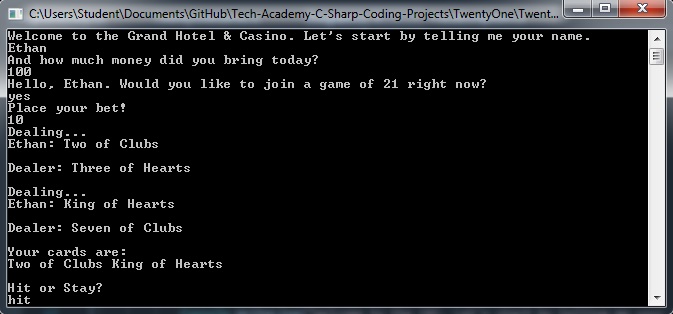 C:\Users\Student\Documents\GitHub\Tech-Academy-C-Sharp-Coding-Projects\TwentyOne\Twent...
Welcome to the Grand Hotel & Casino. Let's start by telling me your name.
Ethan
And how much money did you bring today?
100
Hello, Ethan. Would you like to join a game of 21 right now?
yes
Place your bet!
10
Dealing...
Ethan: Two of Clubs
Dealer: Three of Hearts
Dealing...
Ethan: King of Hearts
Dealer: Seven of Clubs
Your cards are:
Two of Clubs King of Hearts
Hit or Stay?
hit